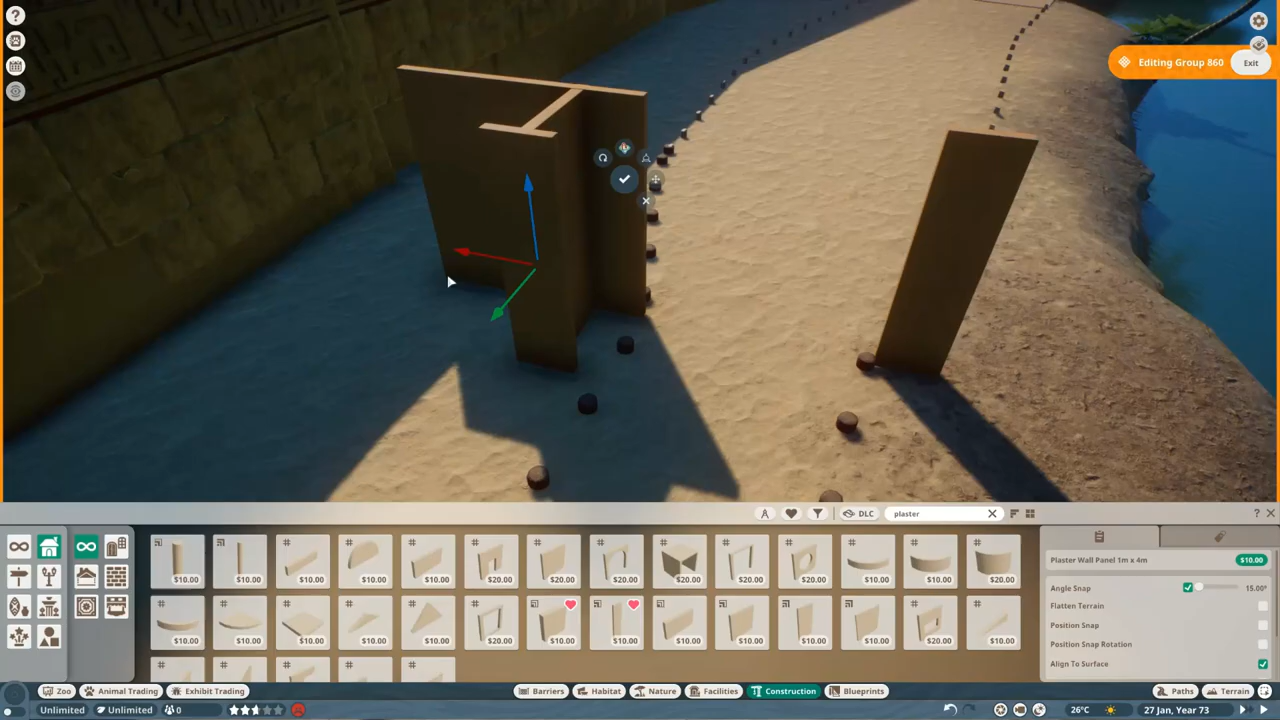 Editing Group 860
Exit
DLC
plaster
$10.00 $10.00 $10.00 $10.00 $10.00 $20.00 $20.00 $20.00 $20.00 $20.00 $20.00 $10.00 $10.00 $20.00
$10.00 $10.00 $10.00 $10.00 $10.00 $20.00 $10.00 $10.00 $10.00 $10.00 $10.00 $10.00 $20.00 $10.00
Plaster Wall Panel 1m x 4m $10.00
Angle Snap 15.00°
Flatten Terrain
Position Snap
Position Snap Rotation
Align To Surface
Zoo Animal Trading Exhibit Trading Barriers Habitat Nature Facilities Construction Blueprints Paths Terrain
Unlimited Unlimited 0 26°C 27 Jan, Year 73